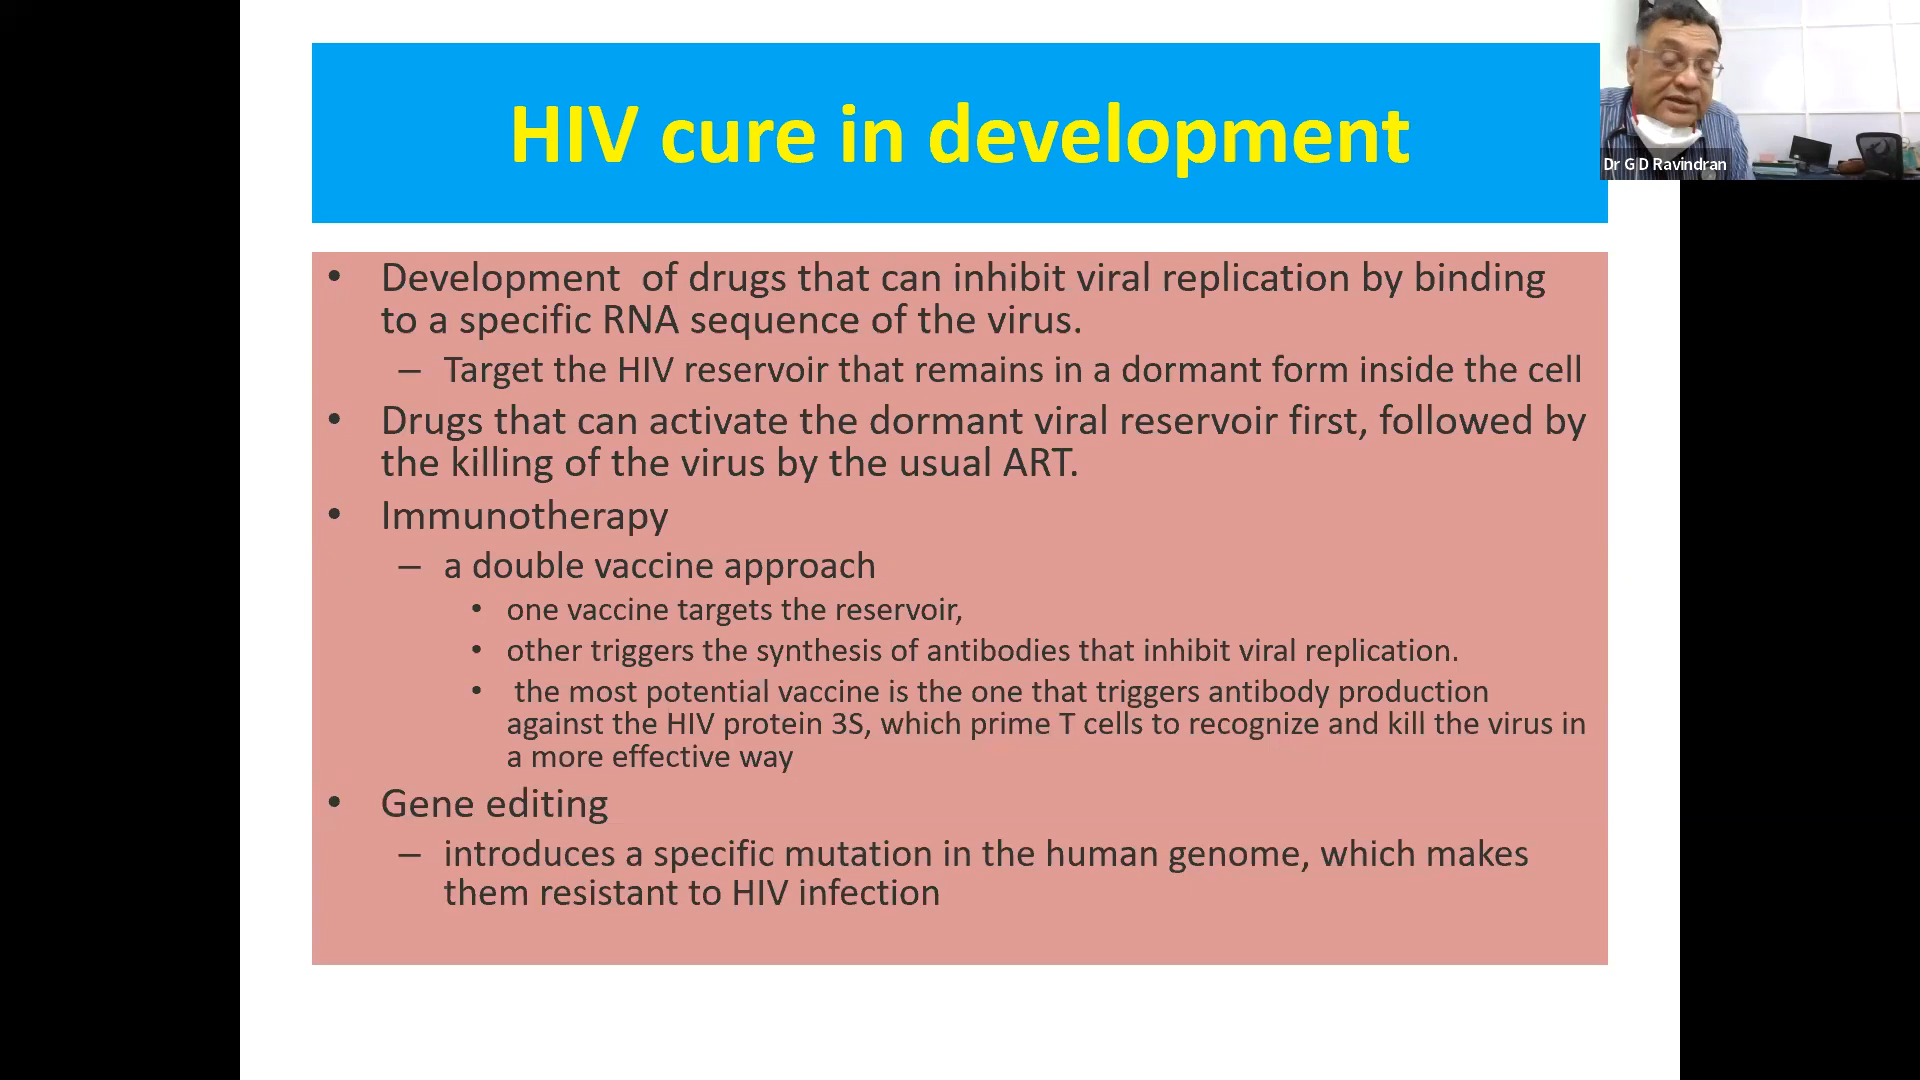 HIV cure in development
Dr G D Ravindran
• Development  of drugs that can inhibit viral replication by binding
to a specific RNA sequence of the virus.
– Target the HIV reservoir that remains in a dormant form inside the cell
• Drugs that can activate the dormant viral reservoir first, followed by
the killing of the virus by the usual ART.
• Immunotherapy
– a double vaccine approach
• one vaccine targets the reservoir,
• other triggers the synthesis of antibodies that inhibit viral replication.
• the most potential vaccine is the one that triggers antibody production
against the HIV protein 3S, which prime T cells to recognize and kill the virus in
a more effective way
• Gene editing
– introduces a specific mutation in the human genome, which makes
them resistant to HIV infection